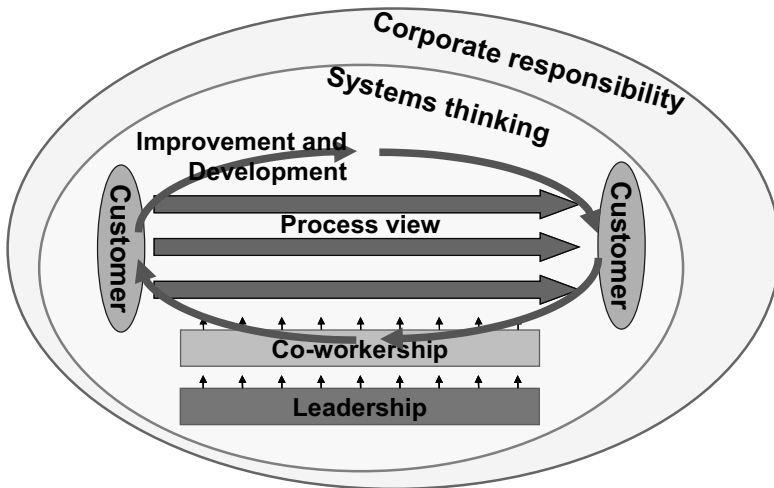 Corporate responsibility
Systems thinking
Improvement and
Development
Customer
Process view
Customer
Co-workership
Leadership